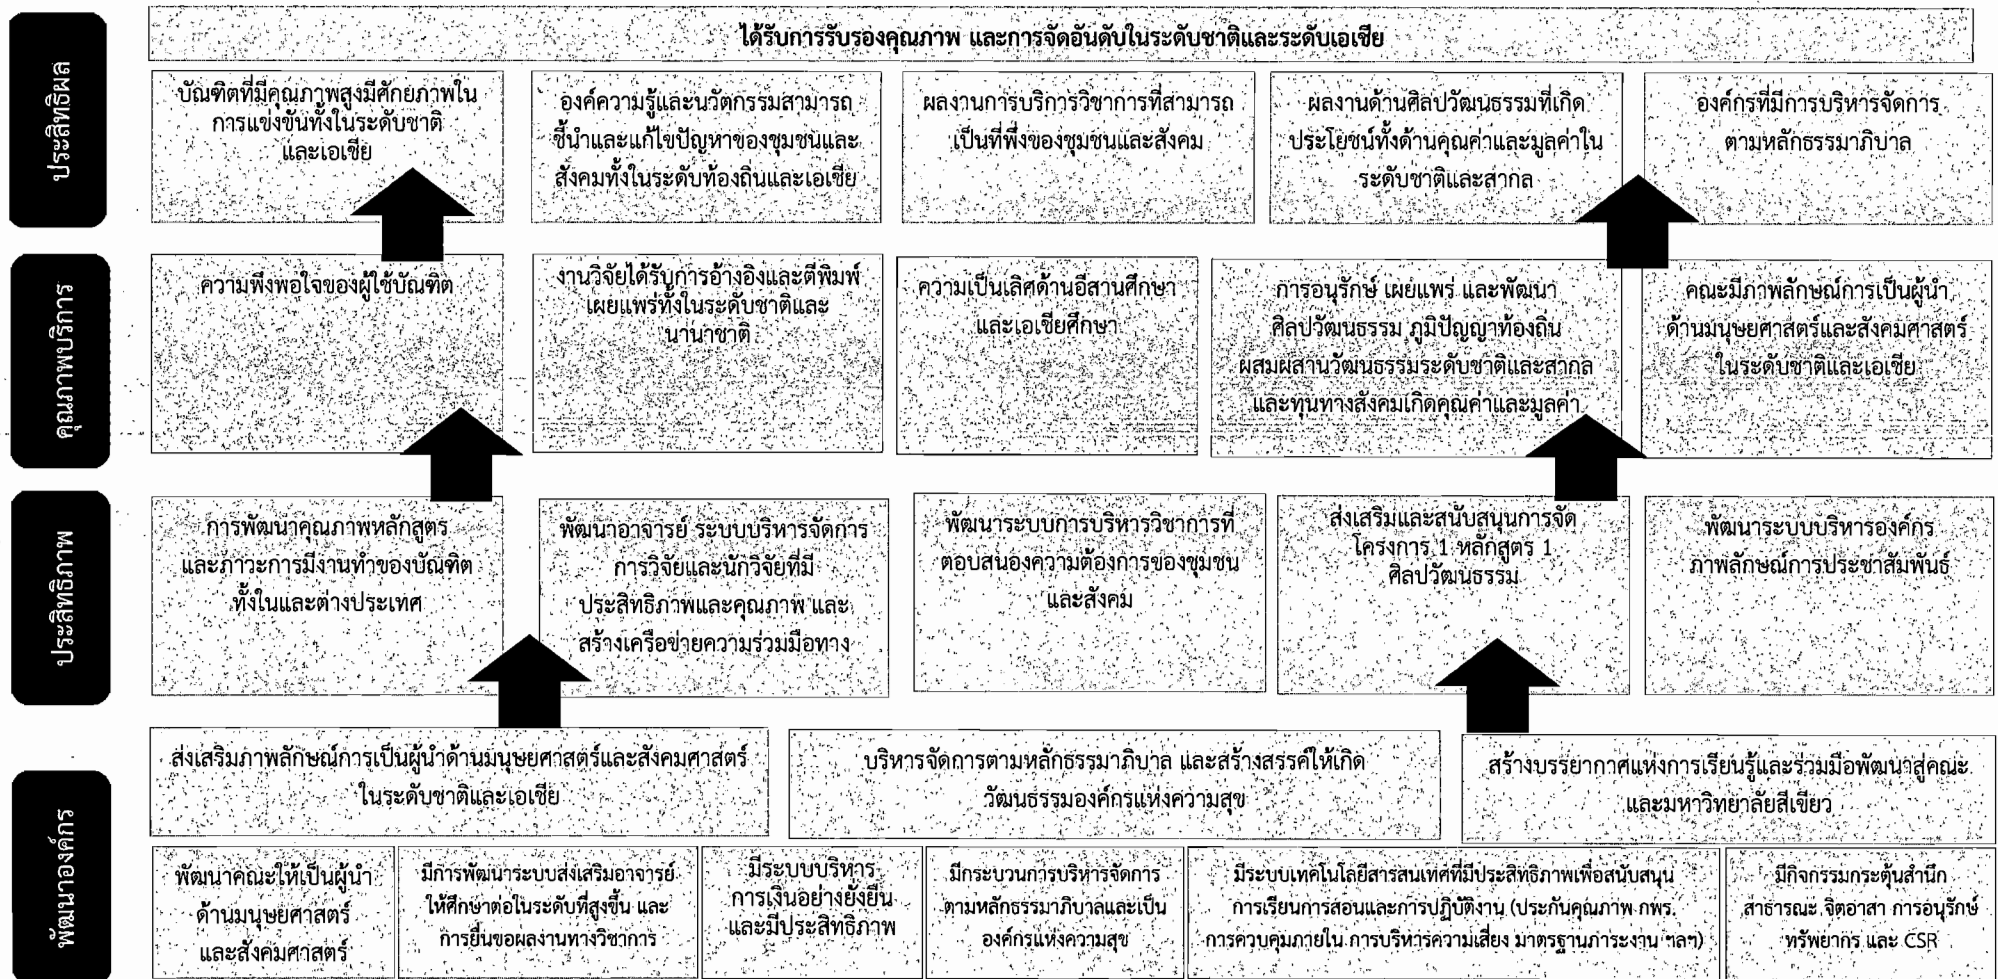 ประสิทธิผล
ได้รับการรับรองคุณภาพ และการจัดอันดับในระดับชาติและระดับเอเชีย
บัณฑิตที่มีคุณภาพสูงมีศักยภาพใน
การแข่งขันทั้งในระดับชาติ
และเอเชีย
องค์ความรู้และนวัตกรรมสามารถ
ชี้นำและแก้ไขปัญหาของชุมชนและ
สังคมทั้งในระดับท้องถิ่นและเอเชีย
ผลงานการบริการวิชาการที่สามารถ
เป็นที่พึ่งของชุมชนและสังคม
ผลงานด้านศิลปวัฒนธรรมที่เกิด
ประโยชน์ทั้งด้านคุณค่าและมูลค่าใน
ระดับชาติและสากล
องค์กรที่มีการบริหารจัดการ
ตามหลักธรรมาภิบาล
คุณภาพบริการ
ความพึงพอใจของผู้ใช้บัณฑิต
งานวิจัยได้รับการอ้างอิงและตีพิมพ์
เผยแพร่ทั้งในระดับชาติและ
นานาชาติ
ความเป็นเลิศด้านอีสานศึกษา
และเอเชียศึกษา
การอนุรักษ์ เผยแพร่ และพัฒนา
ศิลปวัฒนธรรม ภูมิปัญญาท้องถิ่น
ผสมผสานวัฒนธรรมระดับชาติและสากล
และทุนทางสังคมเกิดคุณค่าและมูลค่า
คณะมีภาพลักษณ์การเป็นผู้นำ
ด้านมนุษยศาสตร์และสังคมศาสตร์
ในระดับชาติและเอเชีย
ประสิทธิภาพ
การพัฒนาคุณภาพหลักสูตร
และภาวะการมีงานทำของบัณฑิต
ทั้งในและต่างประเทศ
พัฒนาอาจารย์ ระบบบริหารจัดการ
การวิจัยและนักวิจัยที่มี
ประสิทธิภาพและคุณภาพ และ
สร้างเครือข่ายความร่วมมือทาง
พัฒนาระบบการบริหารวิชาการที่
ตอบสนองความต้องการของชุมชน
และสังคม
ส่งเสริมและสนับสนุนการจัด
โครงการ 1 หลักสูตร 1
ศิลปวัฒนธรรม
พัฒนาระบบบริหารองค์กร
ภาพลักษณ์การประชาสัมพันธ์
พัฒนาองค์กร
ส่งเสริมภาพลักษณ์การเป็นผู้นำด้านมนุษยศาสตร์และสังคมศาสตร์
ในระดับชาติและเอเชีย
บริหารจัดการตามหลักธรรมาภิบาล และสร้างสรรค์ให้เกิด
วัฒนธรรมองค์กรแห่งความสุข
สร้างบรรยากาศแห่งการเรียนรู้และร่วมมือพัฒนาสู่คณะ
และมหาวิทยาลัยสีเขียว
พัฒนาคณะให้เป็นผู้นำ
ด้านมนุษยศาสตร์
และสังคมศาสตร์
มีการพัฒนาระบบส่งเสริมอาจารย์
ให้ศึกษาต่อในระดับที่สูงขึ้น และ
การยื่นขอผลงานทางวิชาการ
มีระบบบริหาร
การเงินอย่างยั่งยืน
และมีประสิทธิภาพ
มีกระบวนการบริหารจัดการ
ตามหลักธรรมาภิบาลและเป็น
องค์กรแห่งความสุข
มีระบบเทคโนโลยีสารสนเทศที่มีประสิทธิภาพเพื่อสนับสนุน
การเรียนการสอนและการปฏิบัติงาน (ประกันคุณภาพ กพร.
การควบคุมภายใน การบริหารความเสี่ยง มาตรฐานภาระงาน ฯลฯ)
มีกิจกรรมกระตุ้นสำนึก
สาธารณะ จิตอาสา การอนุรักษ์
ทรัพยากร และ CSR